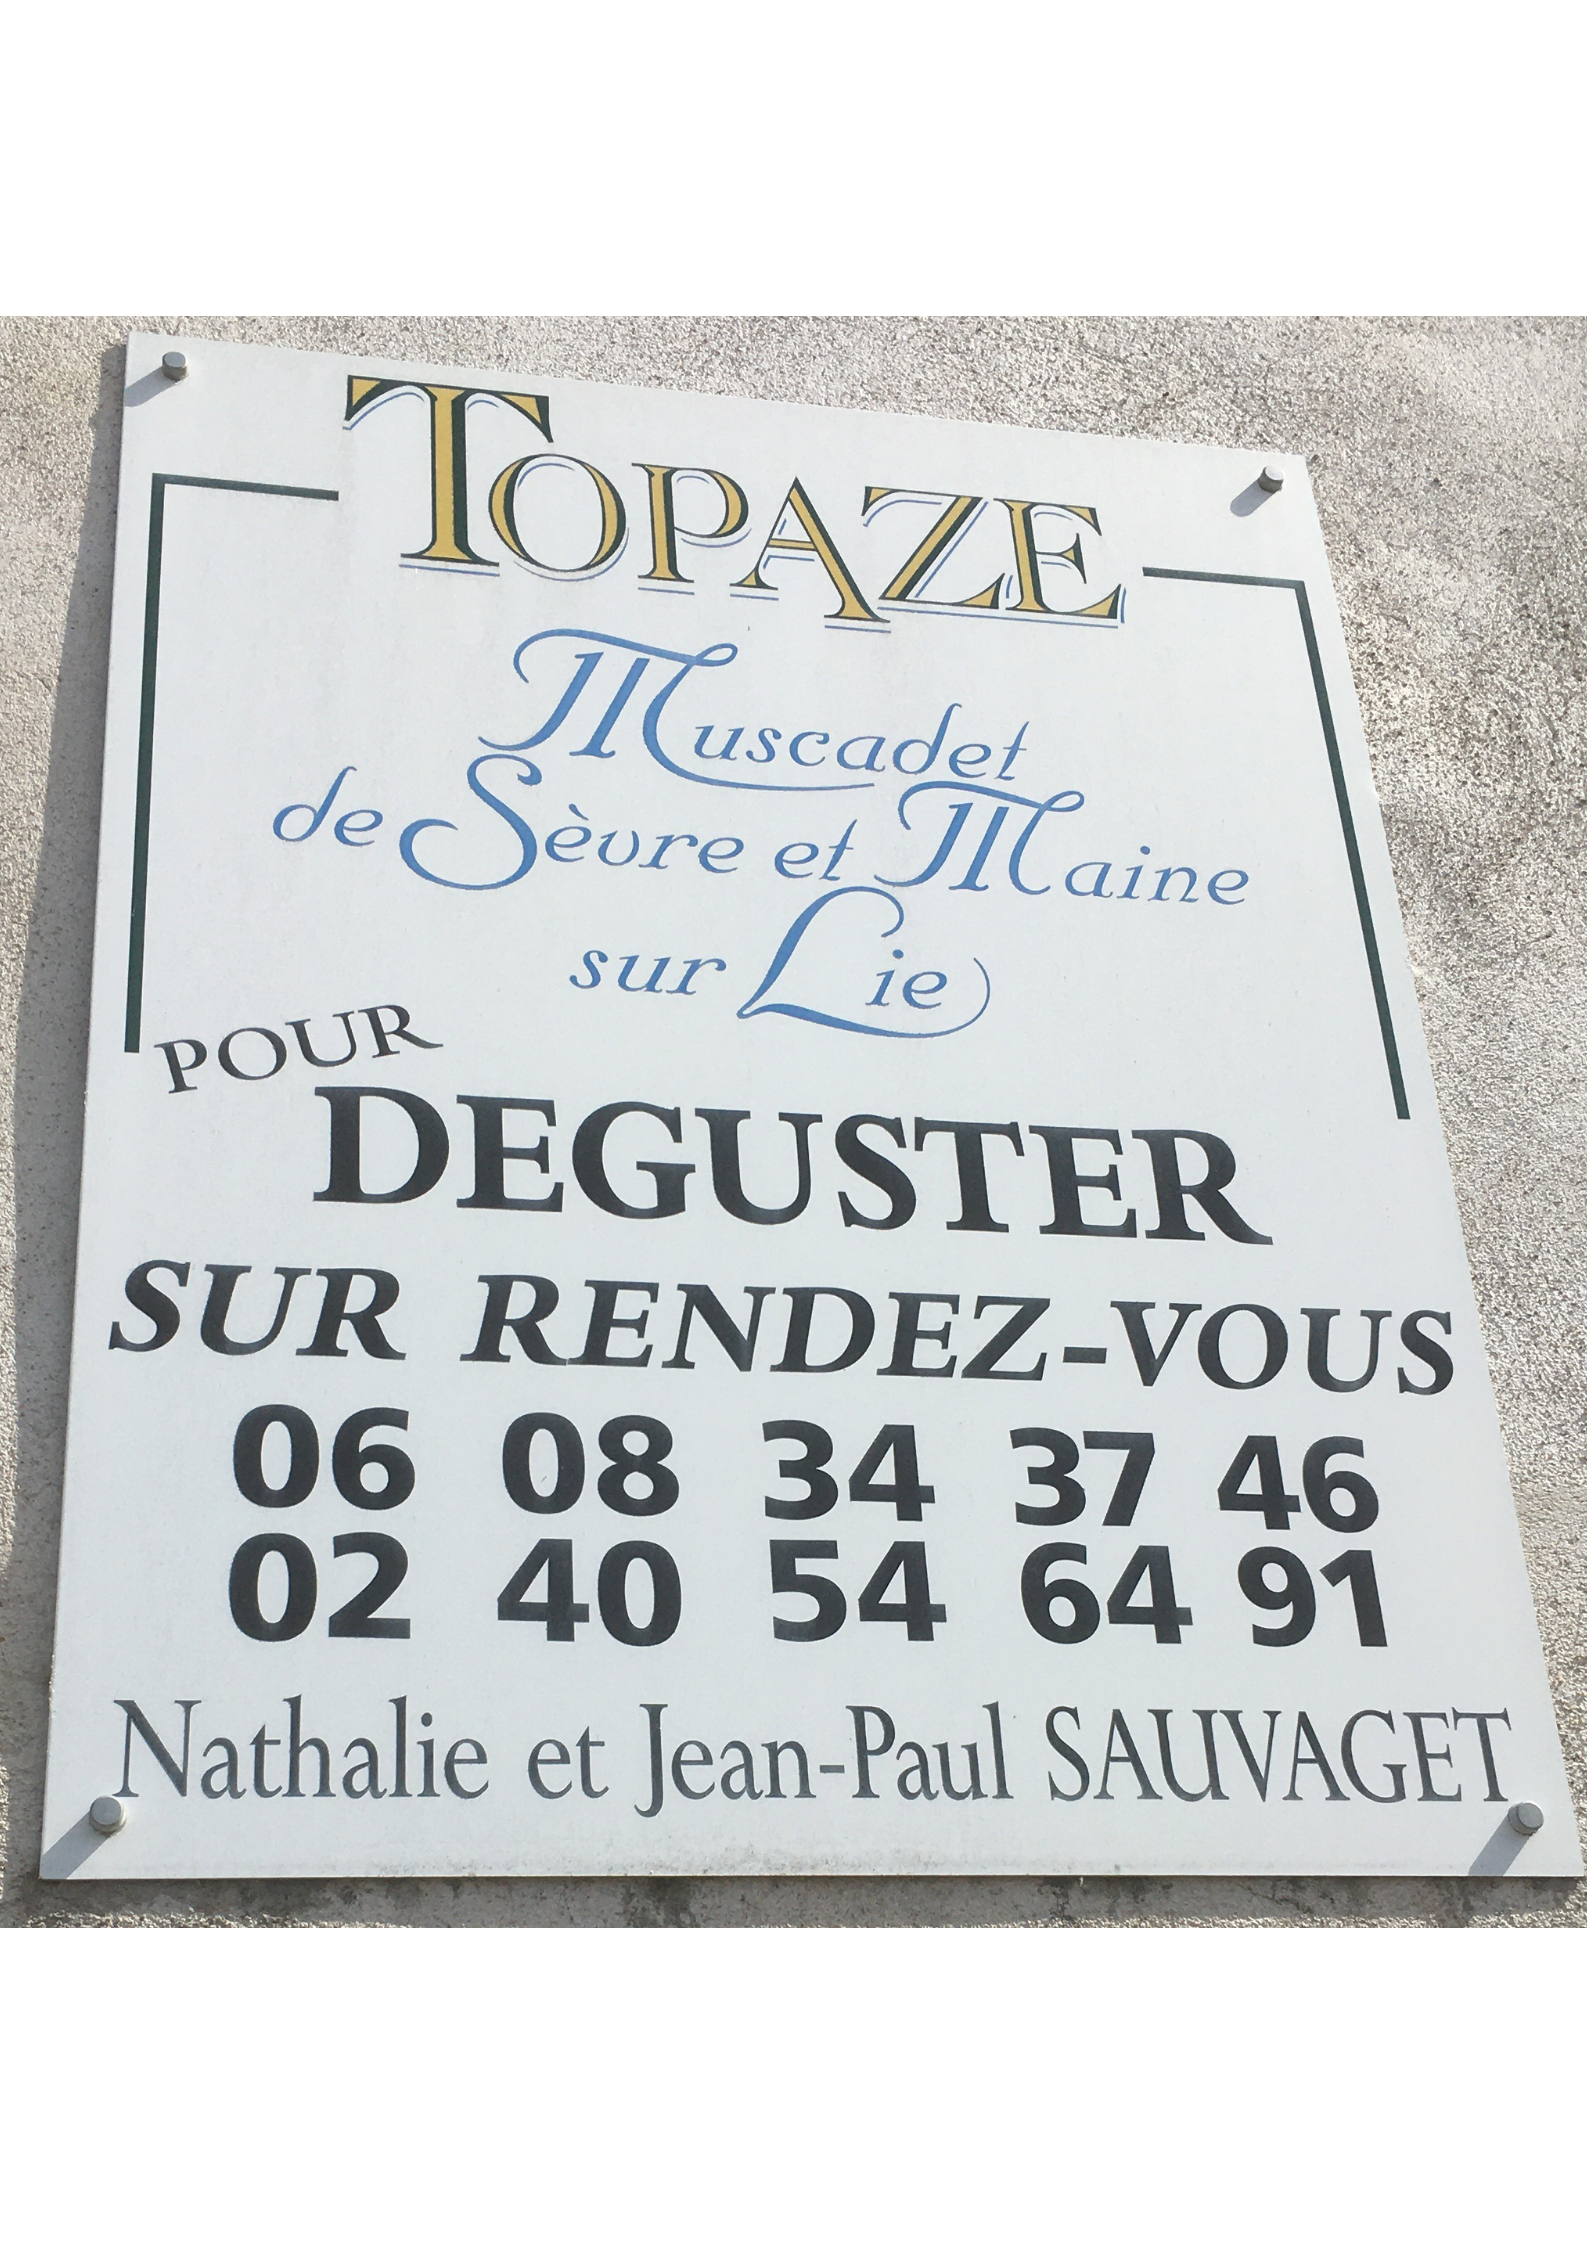 TOPAZE
Muscadet
de Sèvre et Maine
sur Lie
POUR
DEGUSTER
SUR RENDEZ-VOUS
06 08 34 37 46
02 40 54 64 91
Nathalie et Jean-Paul SAUVAGET